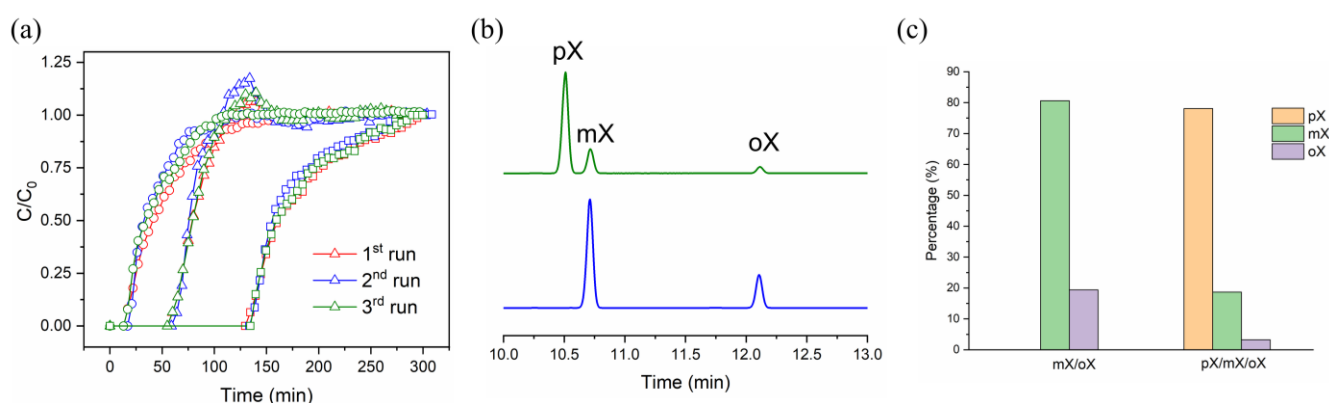 (a)
1.25
1.00
0.75
0.50
0.25
0.00
C/C₀
0 50 100 150 200 250 300
Time (min)
1st run
2nd run
3rd run
(b)
pX
mX
oX
10.0 10.5 11.0 11.5 12.0 12.5 13.0
Time (min)
(c)
90
80
70
60
50
40
30
20
10
0
Percentage (%)
mX/oX pX/mX/oX
pX
mX
oX